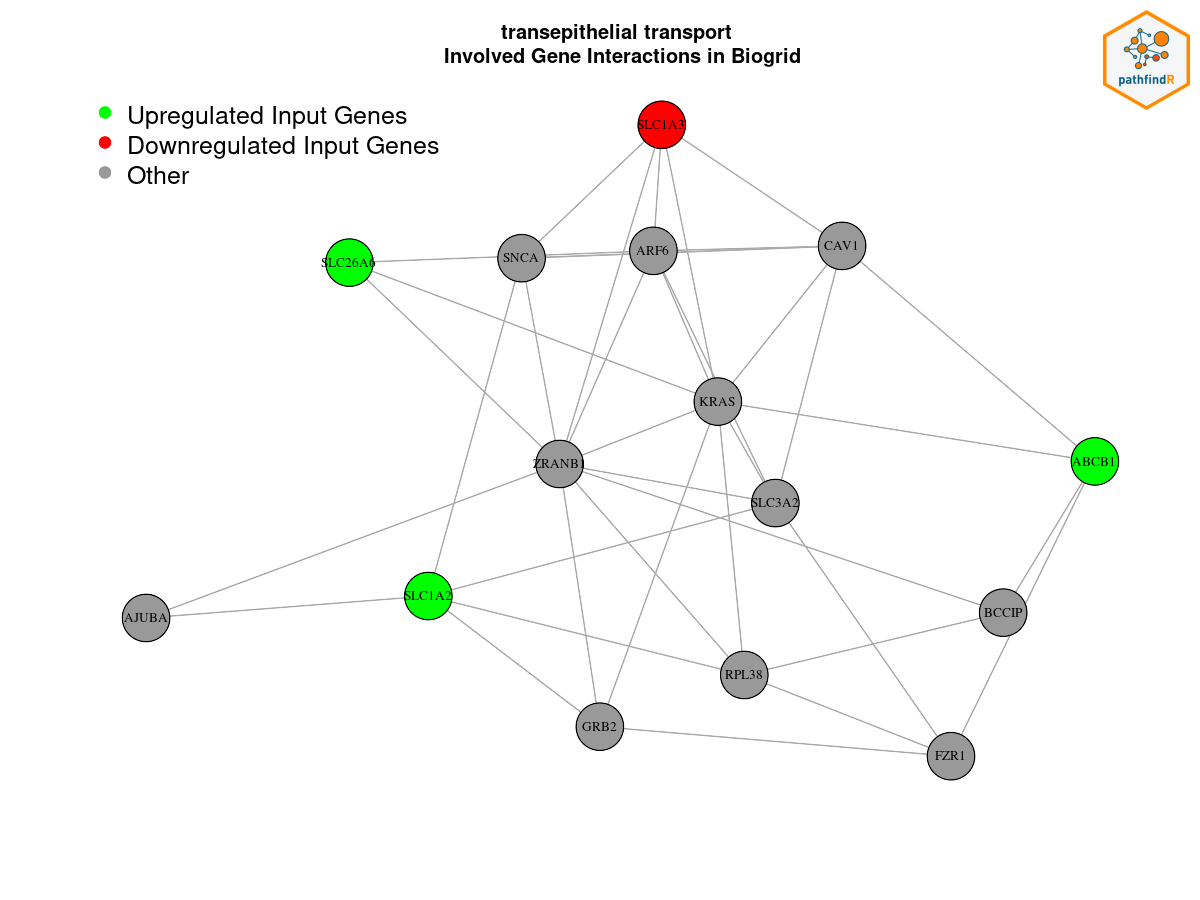 transepithelial transport
Involved Gene Interactions in Biogrid
pathfindR
Upregulated Input Genes
Downregulated Input Genes
Other
SLC1A3
SLC26A6
SNCA
ARF6
CAV1
KRAS
ZRANB1
ABCB1
SLC3A2
AJUBA
SLC1A2
BCCIP
RPL38
GRB2
FZR1